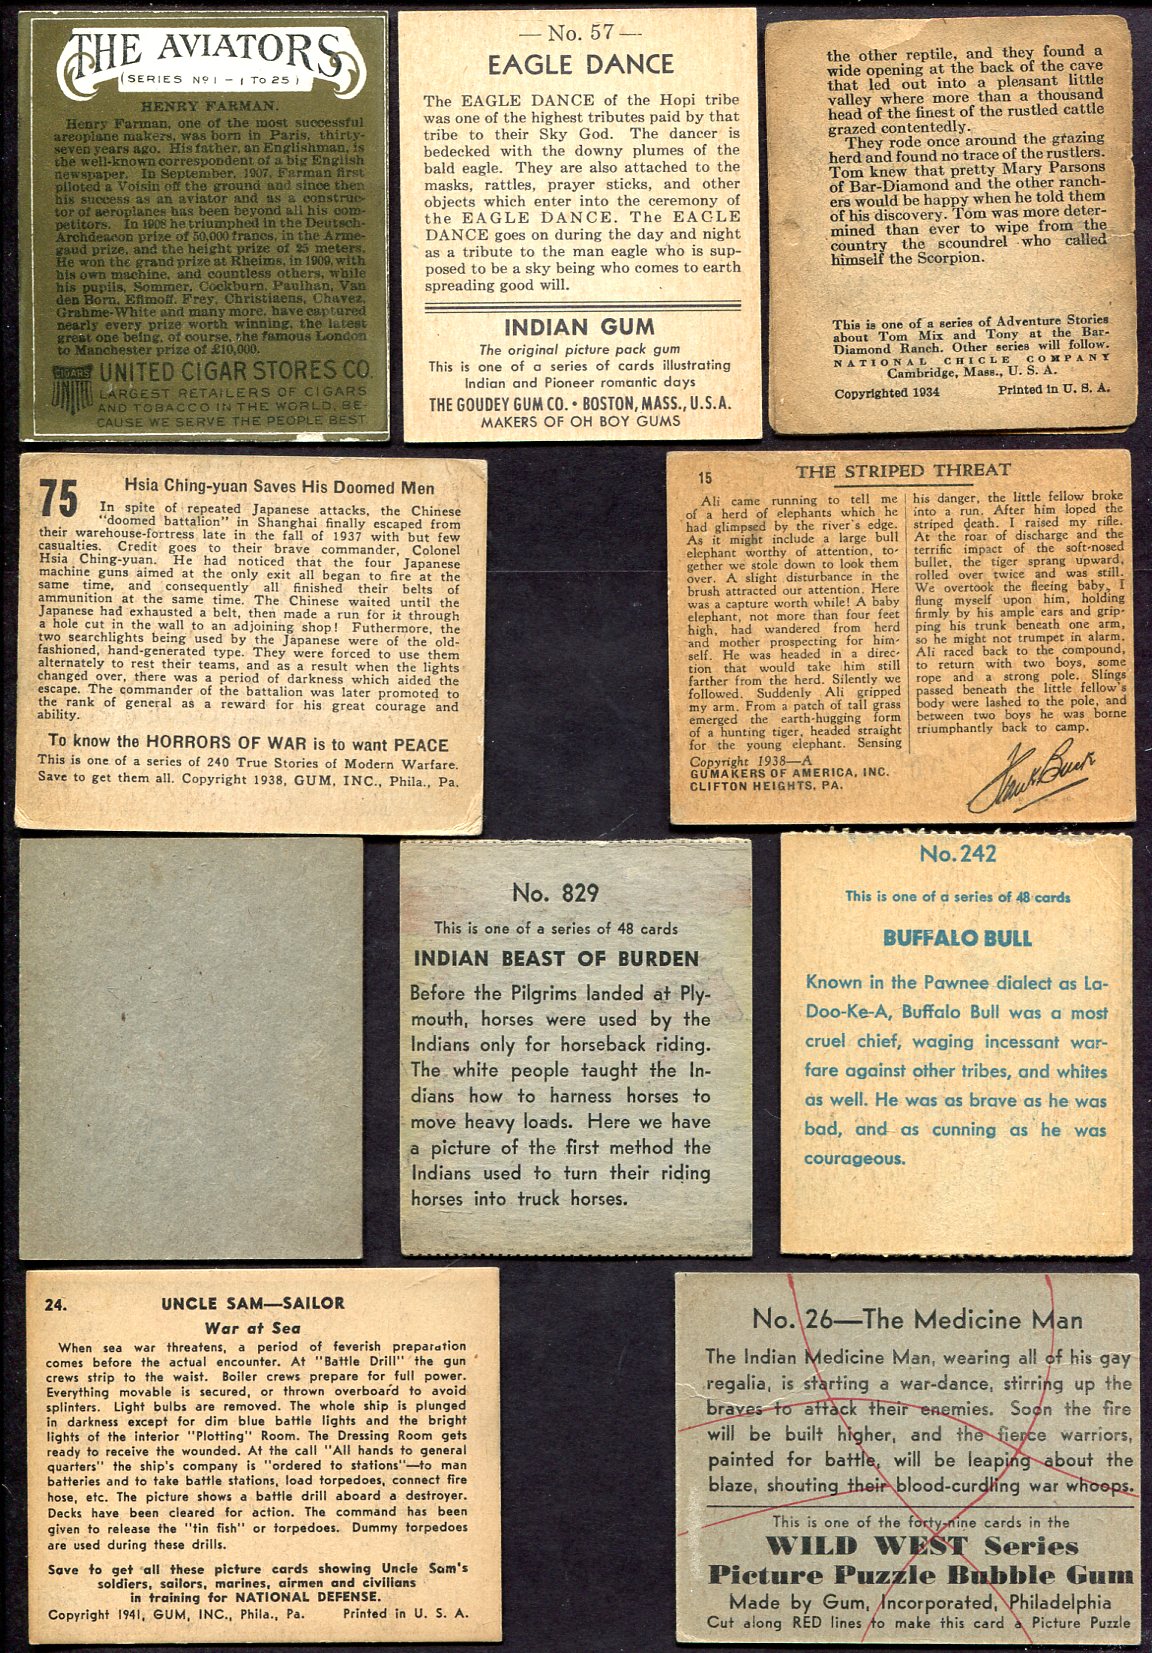 THE AVIATORS
(SERIES Nº1 - 1 TO 25)
HENRY FARMAN.
Henry Farman, one of the most successful
areoplane makers, was born in Paris, thirty-
seven years ago. His father, an Englishman, is
the well-known correspondent of a big English
newspaper. In September, 1907, Farman first
piloted a Voisin off the ground and since then
his success as an aviator and as a construc-
tor of aeroplanes has been beyond all his com-
petitors. In 1908 he triumphed in the Deutsch-
Archdeacon prize of 50,000 francs, in the Arme-
gaud prize, and the height prize of 25 meters.
He won the grand prize at Rheims, in 1909, with
his own machine, and countless others, while
his pupils, Sommer, Cockburn, Paulhan, Van
den Born, Efimoff, Frey, Christiaens, Chavez,
Grahme-White and many more, have captured
nearly every prize worth winning, the latest
great one being, of course, the famous London
to Manchester prize of £10,000.
CIGARS
UNITED
UNITED CIGAR STORES CO.
LARGEST RETAILERS OF CIGARS
AND TOBACCO IN THE WORLD, BE-
CAUSE WE SERVE THE PEOPLE BEST
— No. 57 —
EAGLE DANCE
The EAGLE DANCE of the Hopi tribe
was one of the highest tributes paid by that
tribe to their Sky God. The dancer is
bedecked with the downy plumes of the
bald eagle. They are also attached to the
masks, rattles, prayer sticks, and other
objects which enter into the ceremony of
the EAGLE DANCE. The EAGLE
DANCE goes on during the day and night
as a tribute to the man eagle who is sup-
posed to be a sky being who comes to earth
spreading good will.
INDIAN GUM
The original picture pack gum
This is one of a series of cards illustrating
Indian and Pioneer romantic days
THE GOUDEY GUM CO. • BOSTON, MASS., U.S.A.
MAKERS OF OH BOY GUMS
the other reptile, and they found a
wide opening at the back of the cave
that led out into a pleasant little
valley where more than a thousand
head of the finest of the rustled cattle
grazed contentedly.
They rode once around the grazing
herd and found no trace of the rustlers.
Tom knew that pretty Mary Parsons
of Bar-Diamond and the other ranch-
ers would be happy when he told them
of his discovery. Tom was more deter-
mined than ever to wipe from the
country the scoundrel who called
himself the Scorpion.
This is one of a series of Adventure Stories
about Tom Mix and Tony at the Bar-
Diamond Ranch. Other series will follow.
NATIONAL CHICLE COMPANY
Cambridge, Mass., U. S. A.
Copyrighted 1934 Printed in U. S. A.
75
Hsia Ching-yuan Saves His Doomed Men
In spite of repeated Japanese attacks, the Chinese
"doomed battalion" in Shanghai finally escaped from
their warehouse-fortress late in the fall of 1937 with but few
casualties. Credit goes to their brave commander, Colonel
Hsia Ching-yuan. He had noticed that the four Japanese
machine guns aimed at the only exit all began to fire at the
same time, and consequently all finished their belts of
ammunition at the same time. The Chinese waited until the
Japanese had exhausted a belt, then made a run for it through
a hole cut in the wall to an adjoining shop! Futhermore, the
two searchlights being used by the Japanese were of the old-
fashioned, hand-generated type. They were forced to use them
alternately to rest their teams, and as a result when the lights
changed over, there was a period of darkness which aided the
escape. The commander of the battalion was later promoted to
the rank of general as a reward for his great courage and
ability.
To know the HORRORS OF WAR is to want PEACE
This is one of a series of 240 True Stories of Modern Warfare.
Save to get them all. Copyright 1938, GUM, INC., Phila., Pa.
15 THE STRIPED THREAT
Ali came running to tell me
of a herd of elephants which he
had glimpsed by the river's edge.
As it might include a large bull
elephant worthy of attention, to-
gether we stole down to look them
over. A slight disturbance in the
brush attracted our attention. Here
was a capture worth while! A baby
elephant, not more than four feet
high, had wandered from herd
and mother prospecting for him-
self. He was headed in a direc-
tion that would take him still
farther from the herd. Silently we
followed. Suddenly Ali gripped
my arm. From a patch of tall grass
emerged the earth-hugging form
of a hunting tiger, headed straight
for the young elephant. Sensing
his danger, the little fellow broke
into a run. After him loped the
striped death. I raised my rifle.
At the roar of discharge and the
terrific impact of the soft-nosed
bullet, the tiger sprang upward,
rolled over twice and was still.
We overtook the fleeing baby, I
flung myself upon him, holding
firmly by his ample ears and grip-
ping his trunk beneath one arm,
so he might not trumpet in alarm.
Ali raced back to the compound,
to return with two boys, some
rope and a strong pole. Slings
passed beneath the little fellow's
body were lashed to the pole, and
between two boys he was borne
triumphantly back to camp.
Copyright 1938—A
GUMAKERS OF AMERICA, INC.
CLIFTON HEIGHTS, PA.
Frank Buck
No. 829
This is one of a series of 48 cards
INDIAN BEAST OF BURDEN
Before the Pilgrims landed at Ply-
mouth, horses were used by the
Indians only for horseback riding.
The white people taught the In-
dians how to harness horses to
move heavy loads. Here we have
a picture of the first method the
Indians used to turn their riding
horses into truck horses.
No. 242
This is one of a series of 48 cards
BUFFALO BULL
Known in the Pawnee dialect as La-
Doo-Ke-A, Buffalo Bull was a most
cruel chief, waging incessant war-
fare against other tribes, and whites
as well. He was as brave as he was
bad, and as cunning as he was
courageous.
24. UNCLE SAM—SAILOR
War at Sea
When sea war threatens, a period of feverish preparation
comes before the actual encounter. At "Battle Drill" the gun
crews strip to the waist. Boiler crews prepare for full power.
Everything movable is secured, or thrown overboard to avoid
splinters. Light bulbs are removed. The whole ship is plunged
in darkness except for dim blue battle lights and the bright
lights of the interior "Plotting" Room. The Dressing Room gets
ready to receive the wounded. At the call "All hands to general
quarters" the ship's company is "ordered to stations"—to man
batteries and to take battle stations, load torpedoes, connect fire
hose, etc. The picture shows a battle drill aboard a destroyer.
Decks have been cleared for action. The command has been
given to release the "tin fish" or torpedoes. Dummy torpedoes
are used during these drills.
Save to get all these picture cards showing Uncle Sam's
soldiers, sailors, marines, airmen and civilians
in training for NATIONAL DEFENSE.
Copyright 1941, GUM, INC., Phila., Pa. Printed in U. S. A.
No. 26—The Medicine Man
The Indian Medicine Man, wearing all of his gay
regalia, is starting a war-dance, stirring up the
braves to attack their enemies. Soon the fire
will be built higher, and the fierce warriors,
painted for battle, will be leaping about the
blaze, shouting their blood-curdling war whoops.
This is one of the forty-nine cards in the
WILD WEST Series
Picture Puzzle Bubble Gum
Made by Gum, Incorporated, Philadelphia
Cut along RED lines to make this card a Picture Puzzle